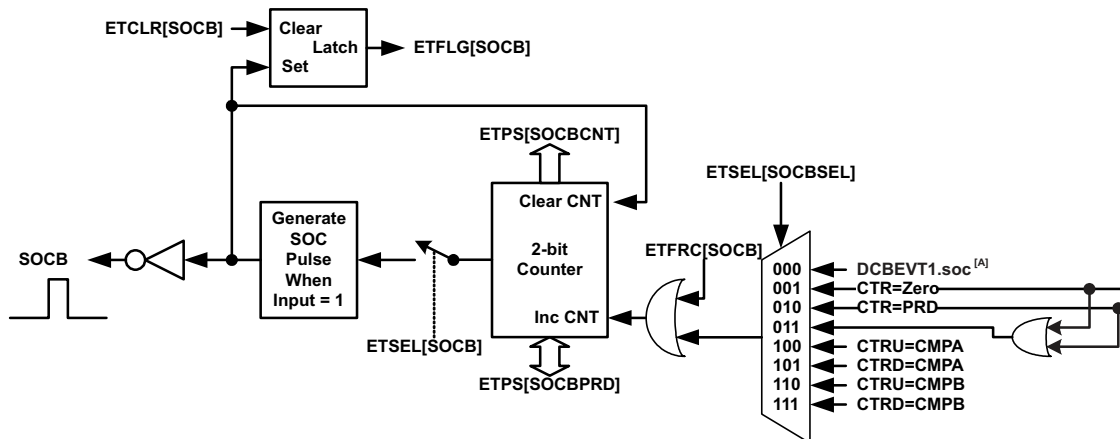 ETCLR[SOCB]
Clear
Latch
Set
ETFLG[SOCB]
ETPS[SOCBCNT]
ETSEL[SOCBSEL]
Clear CNT
2-bit
Counter
Inc CNT
Generate
SOC
Pulse
When
Input = 1
SOCB
ETSEL[SOCB]
ETPS[SOCBPRD]
ETFRC[SOCB]
000 DCBEVT1.soc [A]
001 CTR=Zero
010 CTR=PRD
011
100 CTRU=CMPA
101 CTRD=CMPA
110 CTRU=CMPB
111 CTRD=CMPB